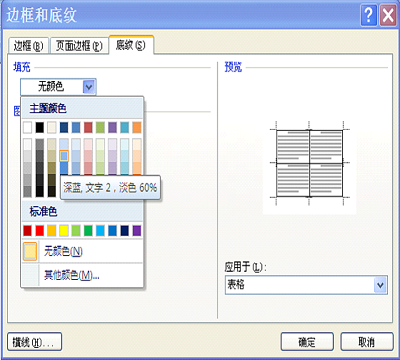 边框和底纹
边框(B) 页面边框(P) 底纹(S)
填充
无颜色
主题颜色
深蓝, 文字 2, 淡色 60%
标准色
无颜色(N)
其他颜色(M)...
预览
应用于(L):
表格
横线(H)... 确定 取消